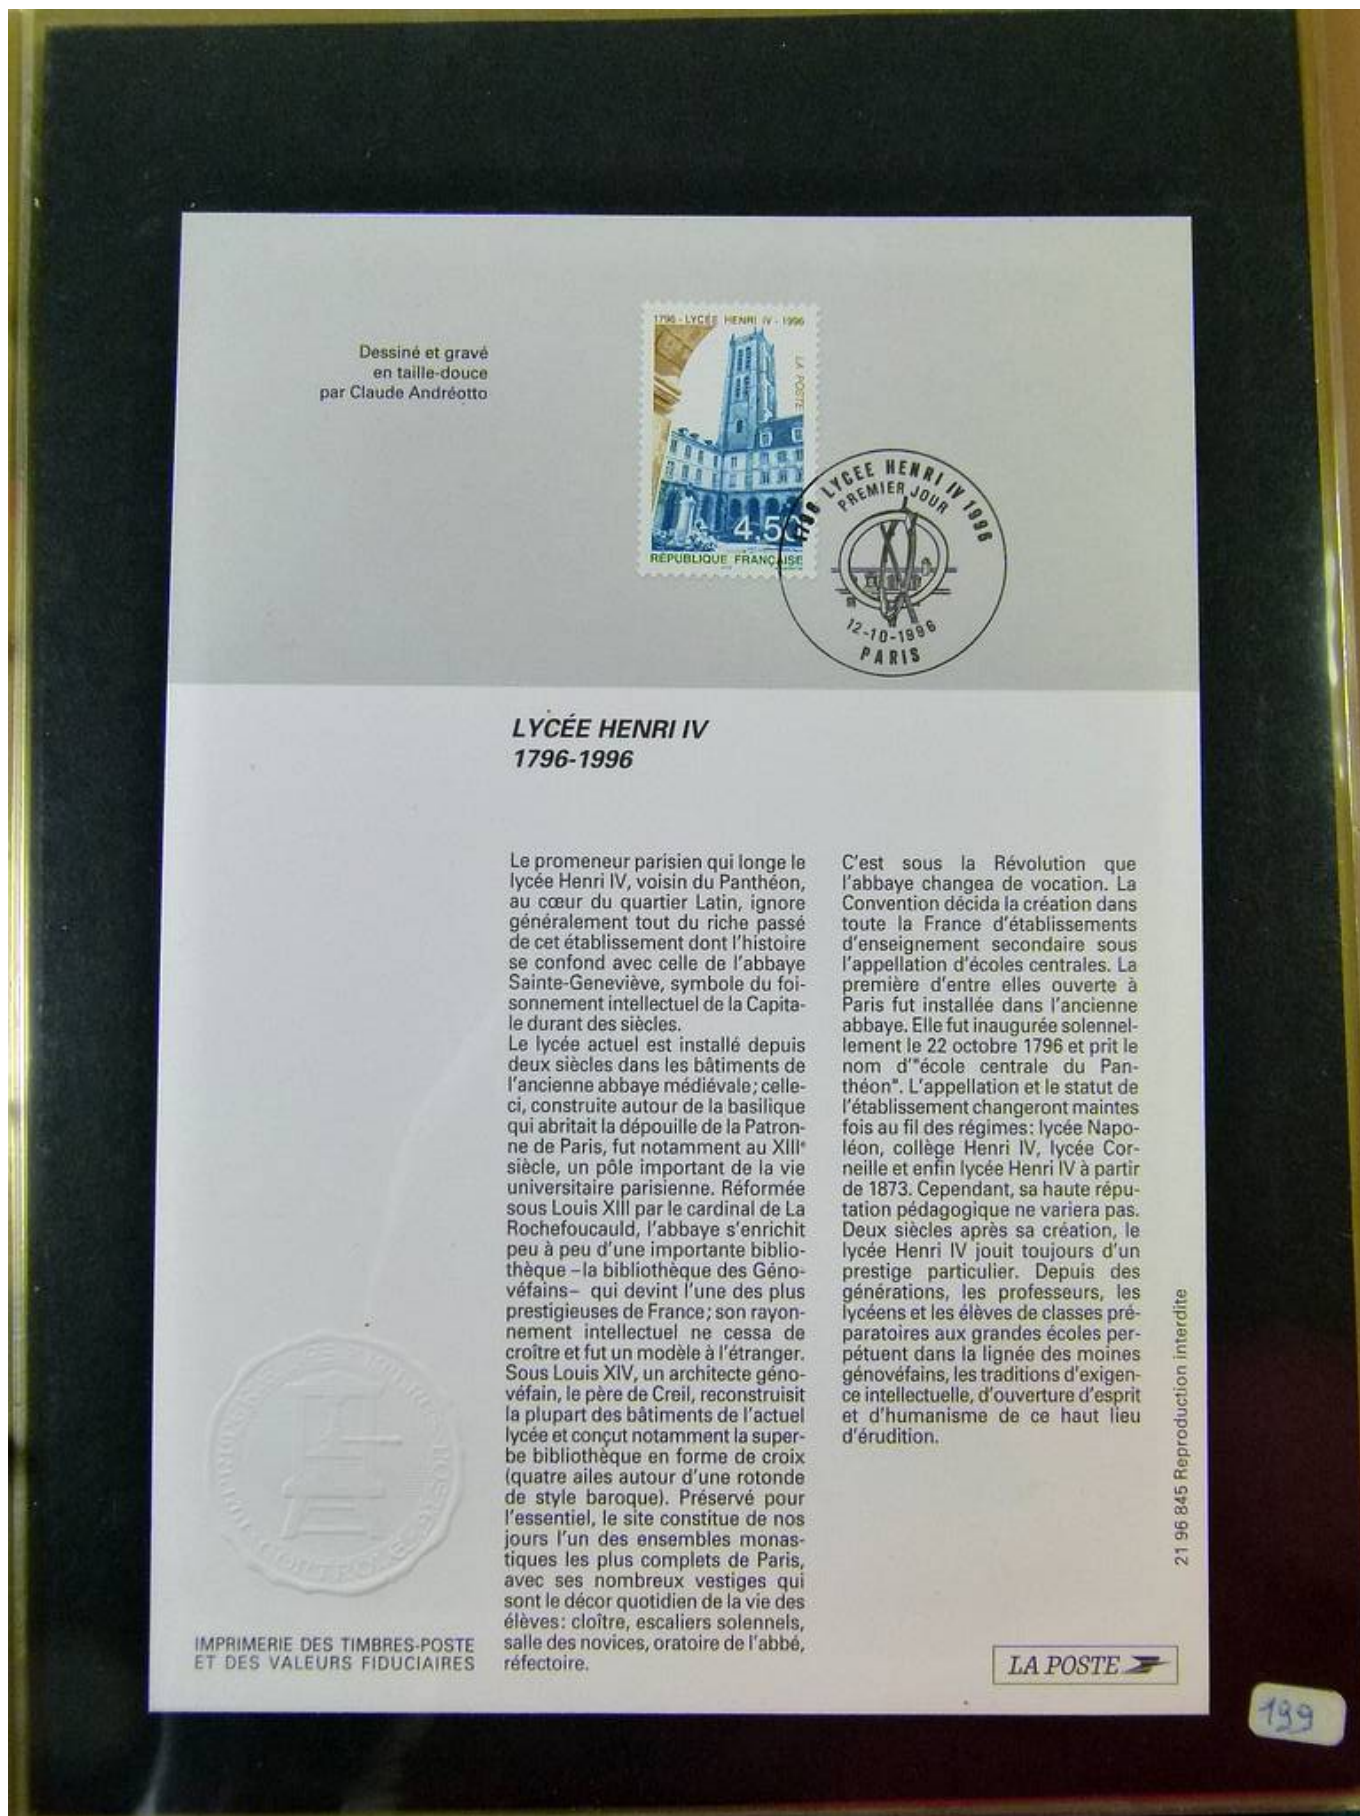 Dessiné et gravé
en taille-douce
par Claude Andréotto
1796 - LYCÉE HENRI IV - 1996
LA POSTE
4.50
RÉPUBLIQUE FRANÇAISE
1796 LYCEE HENRI IV 1996
PREMIER JOUR
12-10-1996
PARIS
LYCÉE HENRI IV
1796-1996
Le promeneur parisien qui longe le
lycée Henri IV, voisin du Panthéon,
au cœur du quartier Latin, ignore
généralement tout du riche passé
de cet établissement dont l'histoire
se confond avec celle de l'abbaye
Sainte-Geneviève, symbole du foi-
sonnement intellectuel de la Capita-
le durant des siècles.
Le lycée actuel est installé depuis
deux siècles dans les bâtiments de
l'ancienne abbaye médiévale; celle-
ci, construite autour de la basilique
qui abritait la dépouille de la Patron-
ne de Paris, fut notamment au XIIIe
siècle, un pôle important de la vie
universitaire parisienne. Réformée
sous Louis XIII par le cardinal de La
Rochefoucauld, l'abbaye s'enrichit
peu à peu d'une importante biblio-
thèque –la bibliothèque des Géno-
véfains– qui devint l'une des plus
prestigieuses de France; son rayon-
nement intellectuel ne cessa de
croître et fut un modèle à l'étranger.
Sous Louis XIV, un architecte géno-
véfain, le père de Creil, reconstruisit
la plupart des bâtiments de l'actuel
lycée et conçut notamment la super-
be bibliothèque en forme de croix
(quatre ailes autour d'une rotonde
de style baroque). Préservé pour
l'essentiel, le site constitue de nos
jours l'un des ensembles monas-
tiques les plus complets de Paris,
avec ses nombreux vestiges qui
sont le décor quotidien de la vie des
élèves: cloître, escaliers solennels,
salle des novices, oratoire de l'abbé,
réfectoire.
C'est sous la Révolution que
l'abbaye changea de vocation. La
Convention décida la création dans
toute la France d'établissements
d'enseignement secondaire sous
l'appellation d'écoles centrales. La
première d'entre elles ouverte à
Paris fut installée dans l'ancienne
abbaye. Elle fut inaugurée solennel-
lement le 22 octobre 1796 et prit le
nom d'"école centrale du Pan-
théon". L'appellation et le statut de
l'établissement changeront maintes
fois au fil des régimes: lycée Napo-
léon, collège Henri IV, lycée Cor-
neille et enfin lycée Henri IV à partir
de 1873. Cependant, sa haute répu-
tation pédagogique ne variera pas.
Deux siècles après sa création, le
lycée Henri IV jouit toujours d'un
prestige particulier. Depuis des
générations, les professeurs, les
lycéens et les élèves de classes pré-
paratoires aux grandes écoles per-
pétuent dans la lignée des moines
génovéfains, les traditions d'exigen-
ce intellectuelle, d'ouverture d'esprit
et d'humanisme de ce haut lieu
d'érudition.
21 96 845 Reproduction interdite
IMPRIMERIE DES TIMBRES-POSTE
ET DES VALEURS FIDUCIAIRES
LA POSTE
199